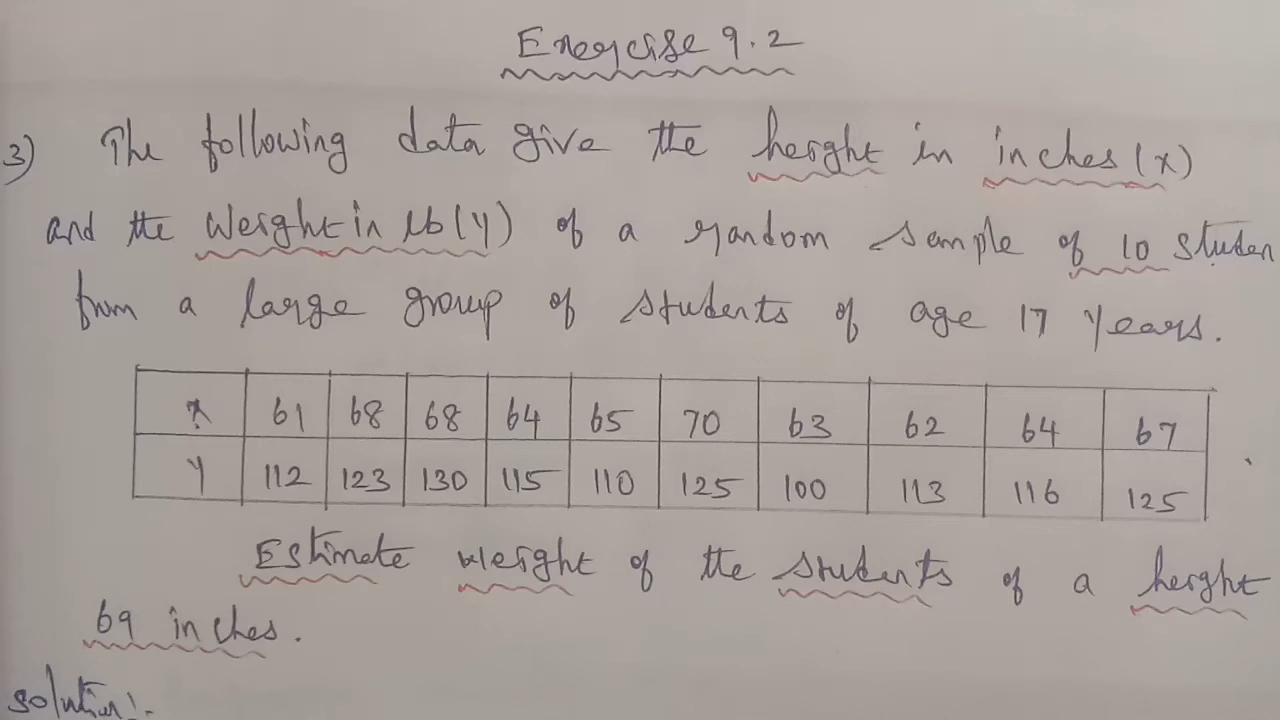 Exercise 9.2
3) The following data give the height in inches (x)
and the weight in lb (y) of a random sample of 10 studen
from a large group of students of age 17 years.
x 61 68 68 64 65 70 63 62 64 67
y 112 123 130 115 110 125 100 113 116 125
Estimate weight of the students of a height
69 inches.
solution:-